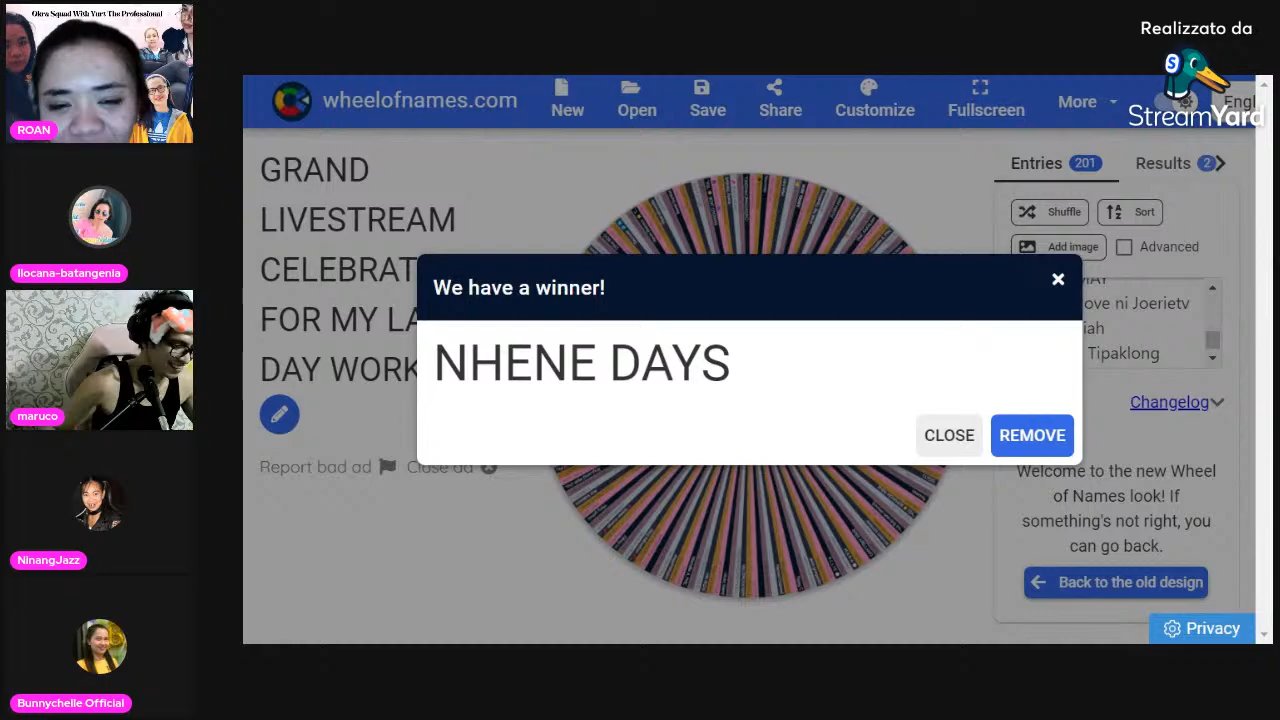 Okra Squad With Yurt The Professional
ROAN
ilocana-batangenia
maruco
NinangJazz
Bunnychelle Official
Realizzato da
StreamYard
wheelofnames.com
New
Open
Save
Share
Customize
Fullscreen
More
Engl
GRAND
LIVESTREAM
CELEBRAT
FOR MY LA
DAY WORK
Report bad ad
Close ad
We have a winner!
NHENE DAYS
CLOSE
REMOVE
Entries 201
Results 2
Shuffle
Sort
Add image
Advanced
ove ni Joerietv
iah
Tipaklong
Changelog
Welcome to the new Wheel
of Names look! If
something's not right, you
can go back.
Back to the old design
Privacy